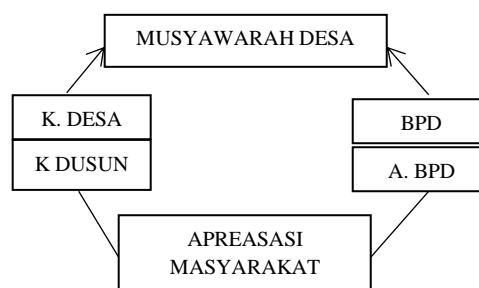 MUSYAWARAH DESA
K. DESA
K DUSUN
BPD
A. BPD
APREASASI
MASYARAKAT